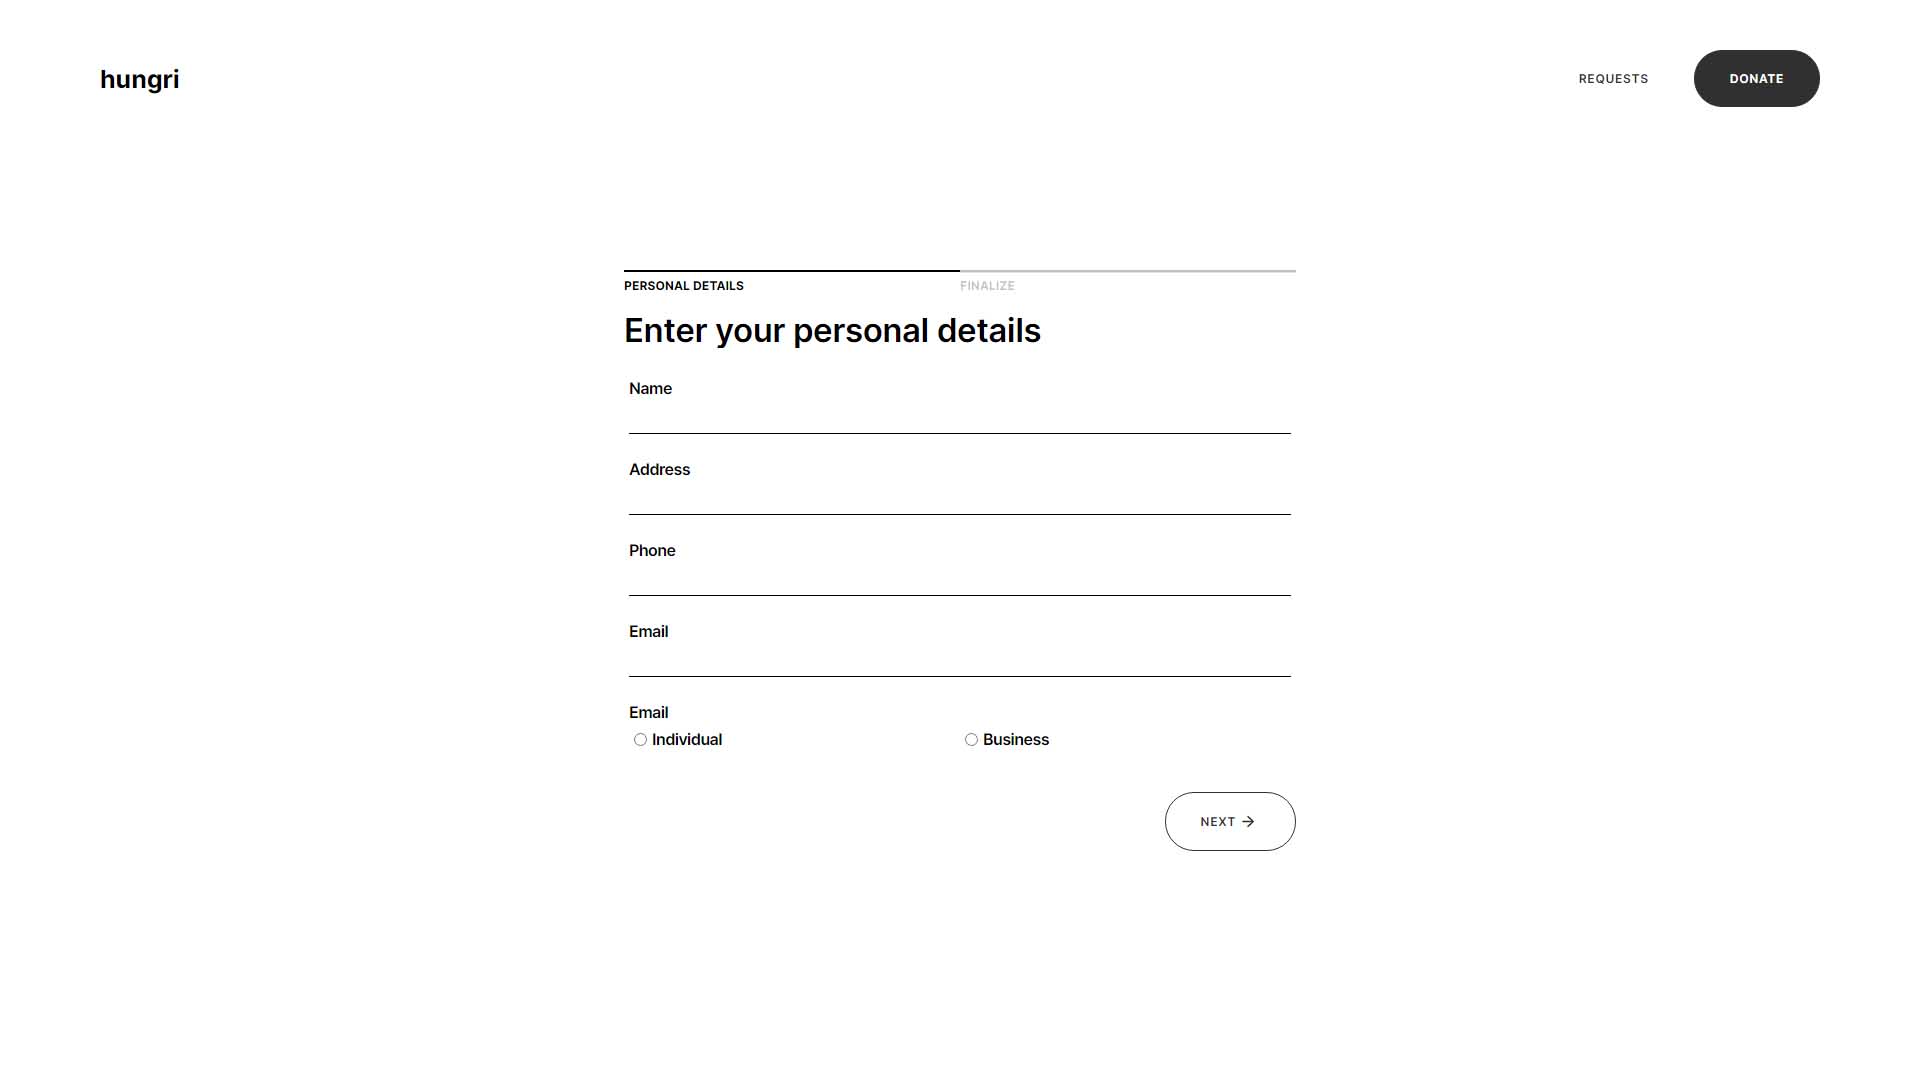 hungri
REQUESTS
DONATE
PERSONAL DETAILS
FINALIZE
Enter your personal details
Name
Address
Phone
Email
Email
Individual
Business
NEXT